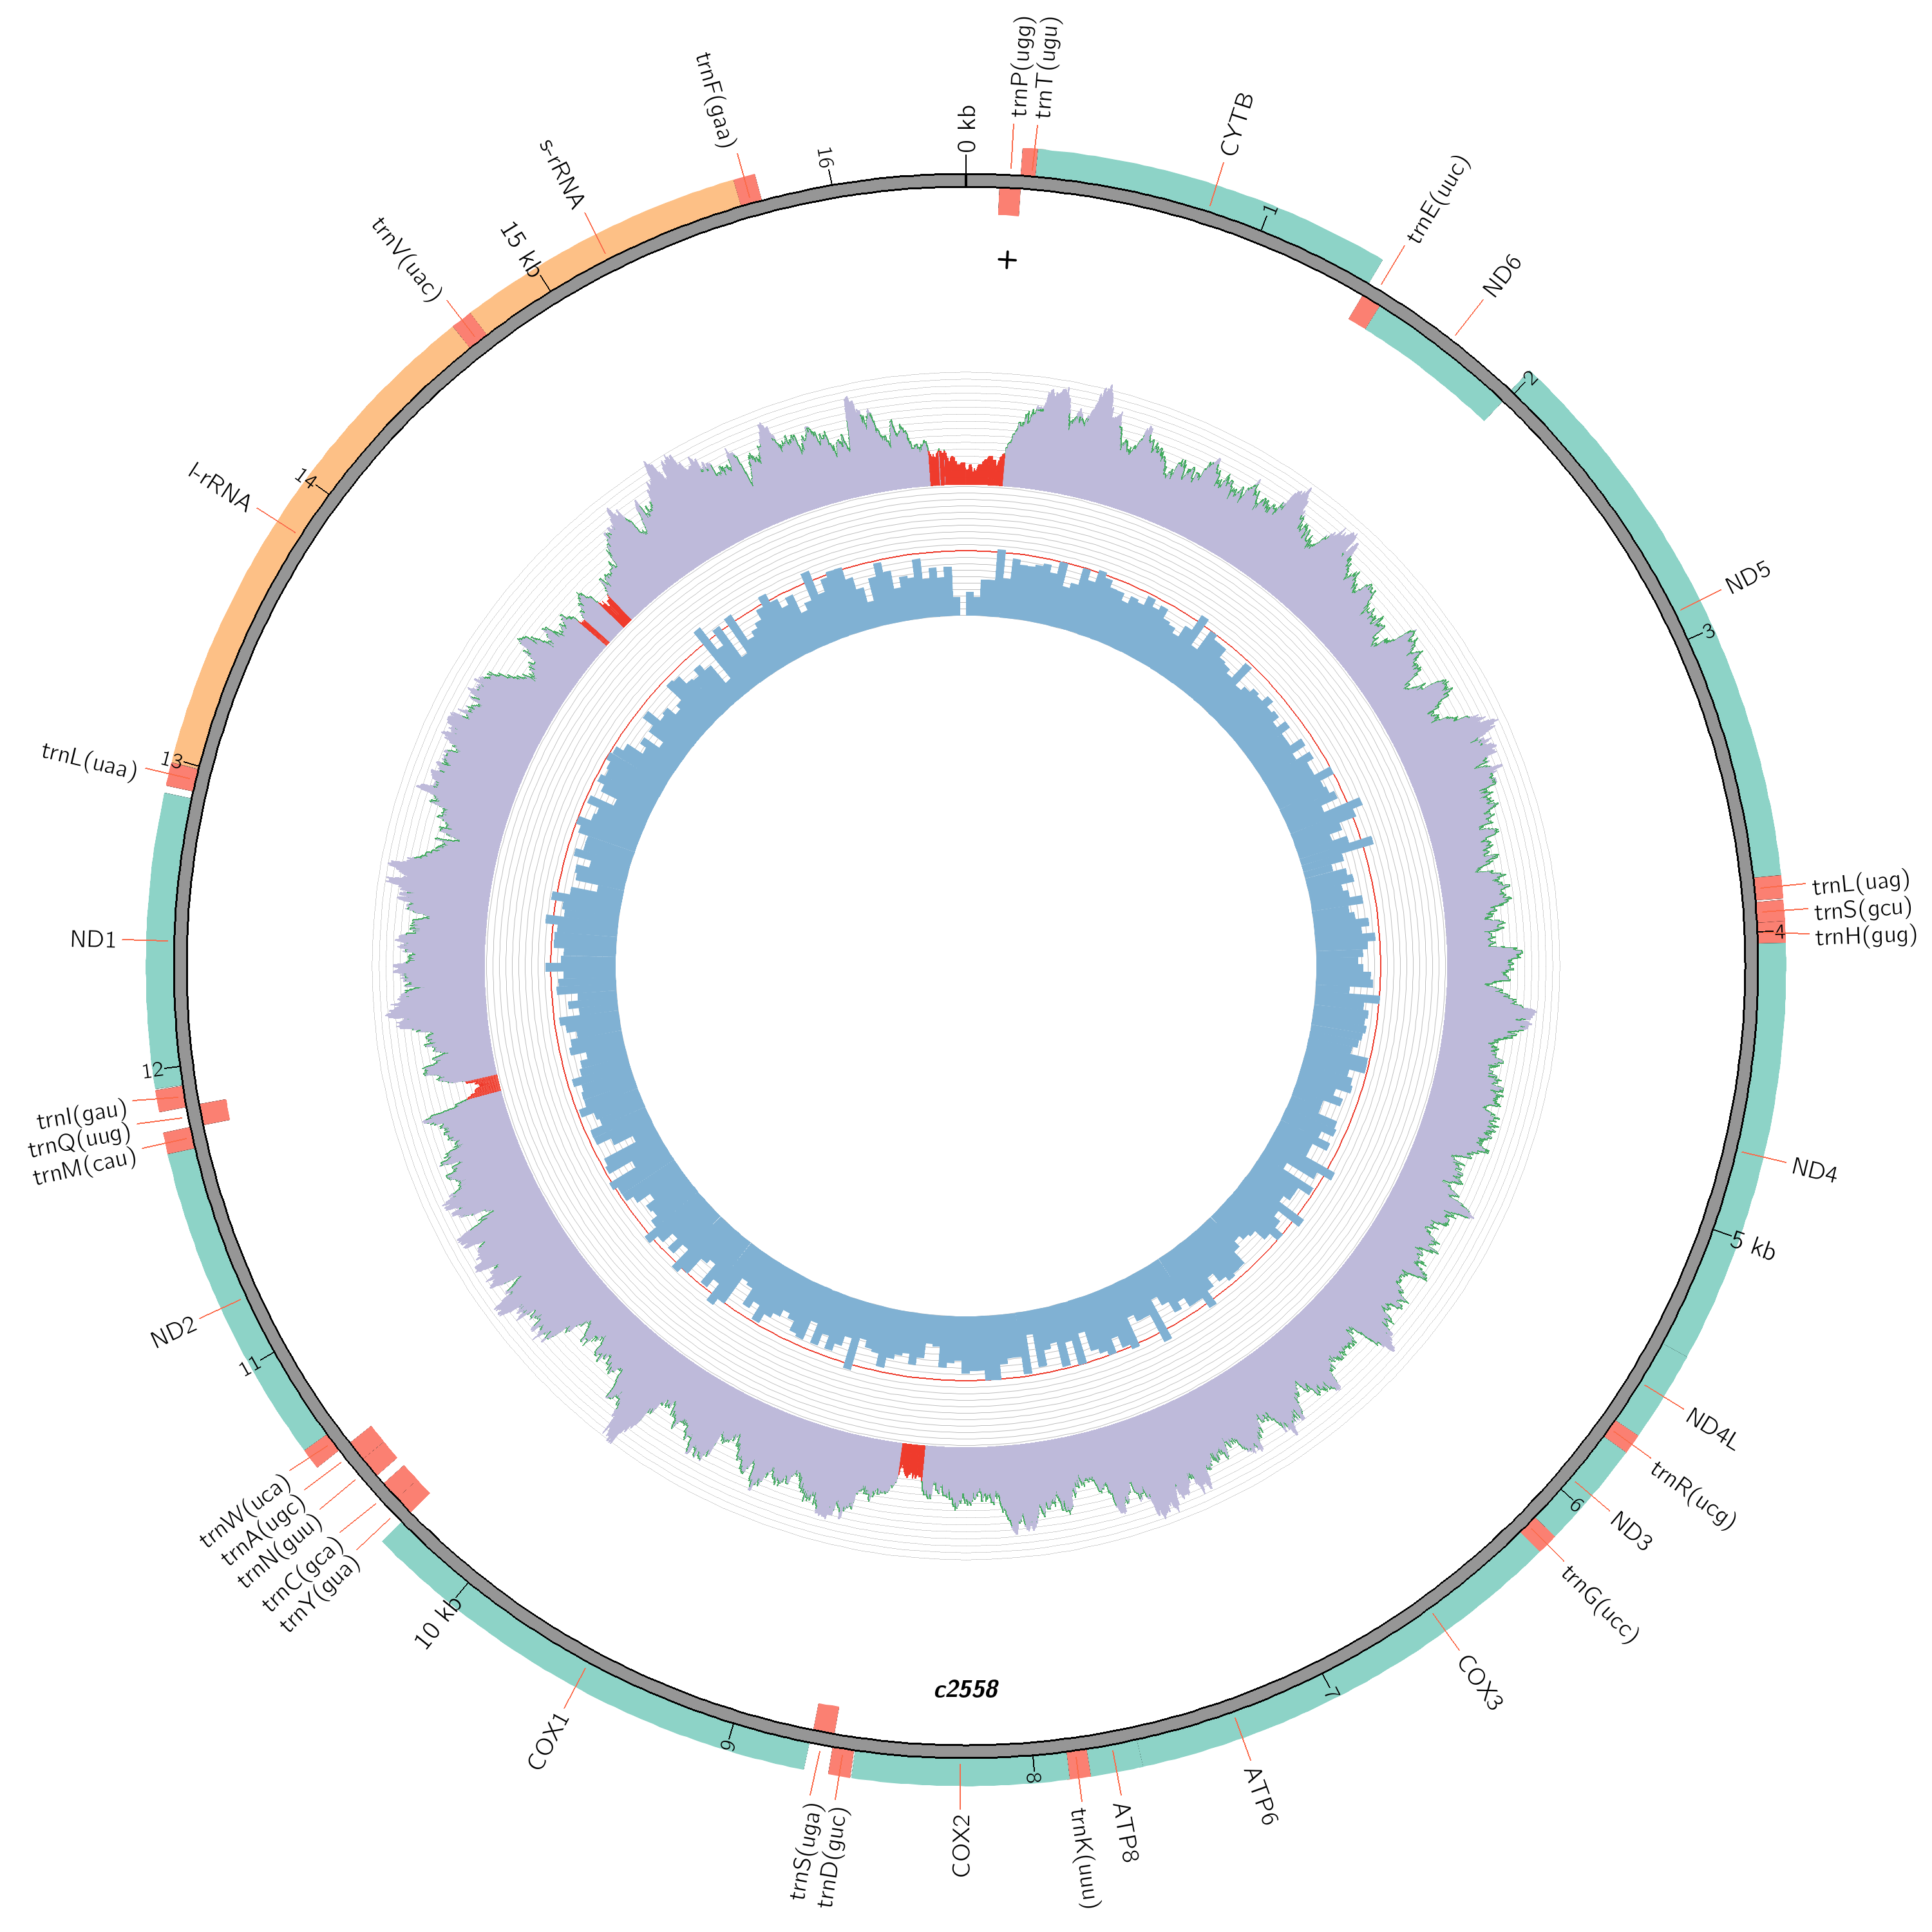 0 kb
trnP(ugg)
trnT(ugu)
CYTB
1
trnE(uuc)
ND6
2
ND5
3
trnL(uag)
trnS(gcu)
4
trnH(gug)
ND4
5 kb
ND4L
trnR(ucg)
6
ND3
trnG(ucc)
COX3
7
ATP6
ATP8
trnK(uuu)
8
COX2
trnD(guc)
trnS(uga)
9
COX1
10 kb
trnY(gua)
trnC(gca)
trnN(guu)
trnA(ugc)
trnW(uca)
11
ND2
trnM(cau)
trnQ(uug)
trnI(gau)
12
ND1
trnL(uaa)
13
l-rRNA
14
trnV(uac)
15 kb
s-rRNA
trnF(gaa)
16
+
c2558